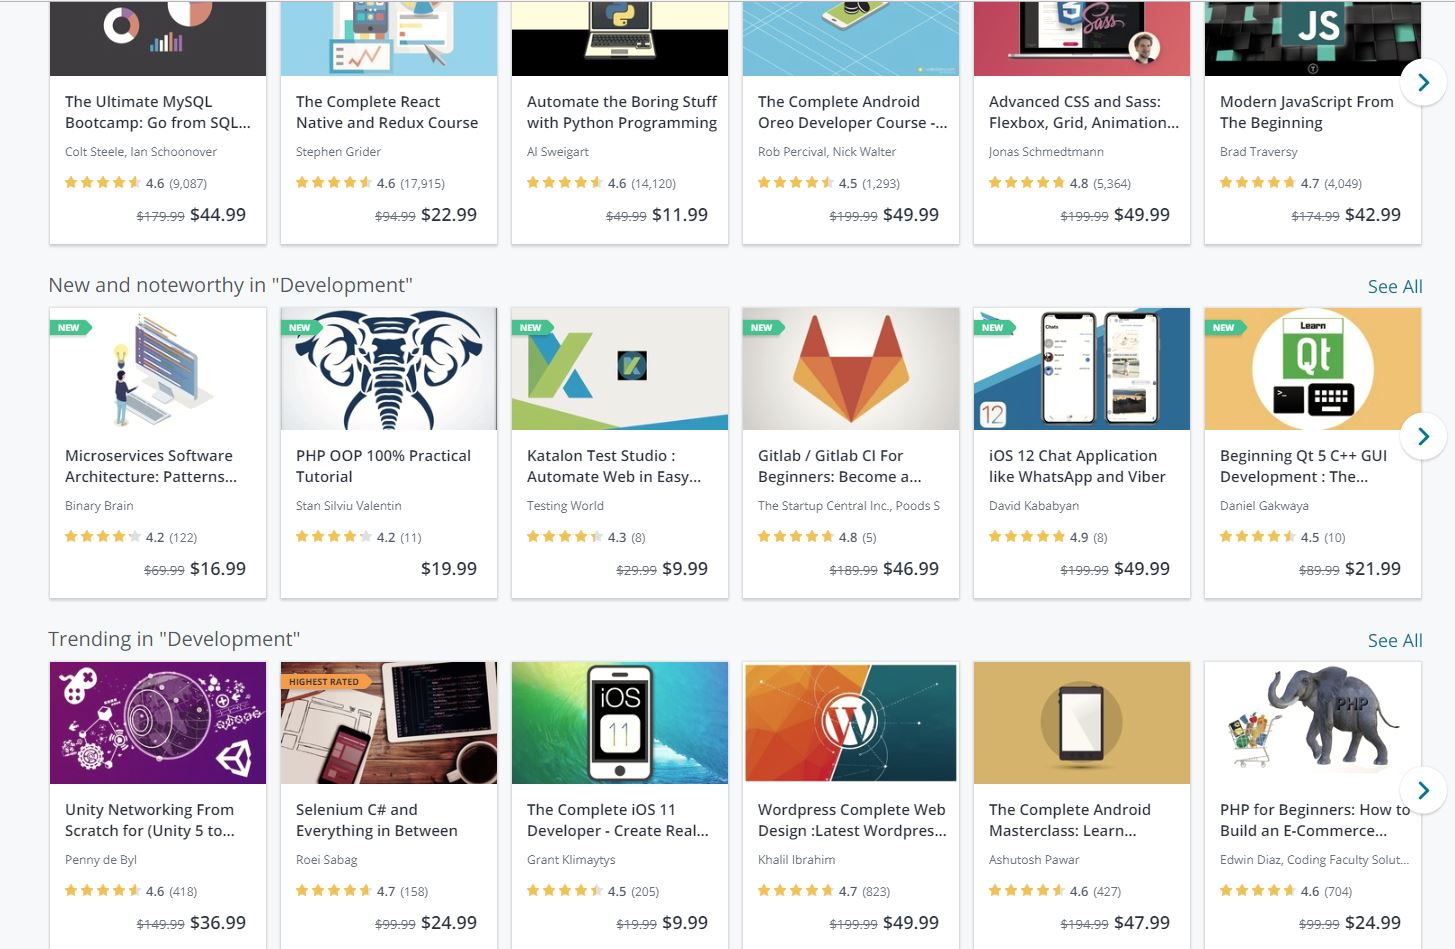 JS
Sass
The Ultimate MySQL
Bootcamp: Go from SQL...
Colt Steele, Ian Schoonover
4.6 (9,087)
$179.99 $44.99
The Complete React
Native and Redux Course
Stephen Grider
4.6 (17,915)
$94.99 $22.99
Automate the Boring Stuff
with Python Programming
Al Sweigart
4.6 (14,120)
$49.99 $11.99
The Complete Android
Oreo Developer Course -...
Rob Percival, Nick Walter
4.5 (1,293)
$199.99 $49.99
Advanced CSS and Sass:
Flexbox, Grid, Animation...
Jonas Schmedtmann
4.8 (5,364)
$199.99 $49.99
Modern JavaScript From
The Beginning
Brad Traversy
4.7 (4,049)
$174.99 $42.99
New and noteworthy in "Development"
See All
NEW
Microservices Software
Architecture: Patterns...
Binary Brain
4.2 (122)
$69.99 $16.99
NEW
PHP OOP 100% Practical
Tutorial
Stan Silviu Valentin
4.2 (11)
$19.99
NEW
Katalon Test Studio :
Automate Web in Easy...
Testing World
4.3 (8)
$29.99 $9.99
NEW
Gitlab / Gitlab CI For
Beginners: Become a...
The Startup Central Inc., Poods S
4.8 (5)
$189.99 $46.99
NEW
Chats
12
iOS 12 Chat Application
like WhatsApp and Viber
David Kababyan
4.9 (8)
$199.99 $49.99
NEW
Learn
Qt
>_
Beginning Qt 5 C++ GUI
Development : The...
Daniel Gakwaya
4.5 (10)
$89.99 $21.99
Trending in "Development"
See All
Unity Networking From
Scratch for (Unity 5 to...
Penny de Byl
4.6 (418)
$149.99 $36.99
HIGHEST RATED
Selenium C# and
Everything in Between
Roei Sabag
4.7 (158)
$99.99 $24.99
iOS
11
The Complete iOS 11
Developer - Create Real...
Grant Klimaytys
4.5 (205)
$19.99 $9.99
W
Wordpress Complete Web
Design :Latest Wordpres...
Khalil Ibrahim
4.7 (823)
$199.99 $49.99
The Complete Android
Masterclass: Learn...
Ashutosh Pawar
4.6 (427)
$194.99 $47.99
PHP
PHP for Beginners: How to
Build an E-Commerce...
Edwin Diaz, Coding Faculty Solut...
4.6 (704)
$99.99 $24.99